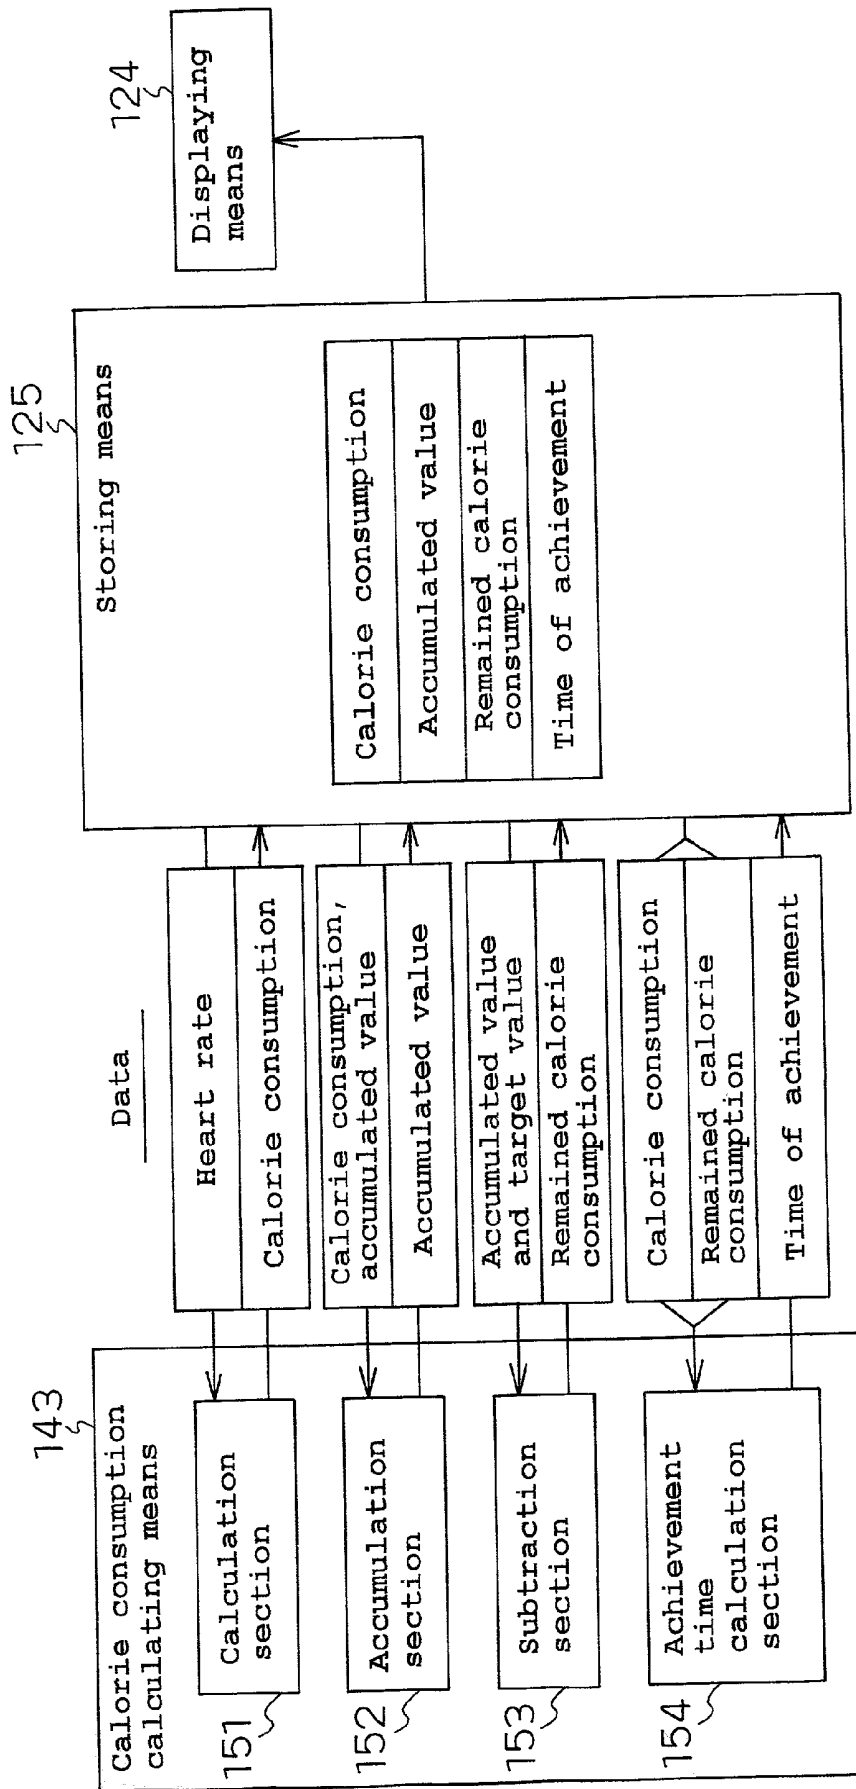 143
Calorie consumption
calculating means
151
Calculation
section
152
Accumulation
section
153
Subtraction
section
154
Achievement
time
calculation
section
Data
Heart rate
Calorie consumption
Calorie consumption,
accumulated value
Accumulated value
Accumulated value
and target value
Remained calorie
consumption
Calorie consumption
Remained calorie
consumption
Time of achievement
125
Storing means
Calorie consumption
Accumulated value
Remained calorie
consumption
Time of achievement
124
Displaying
means